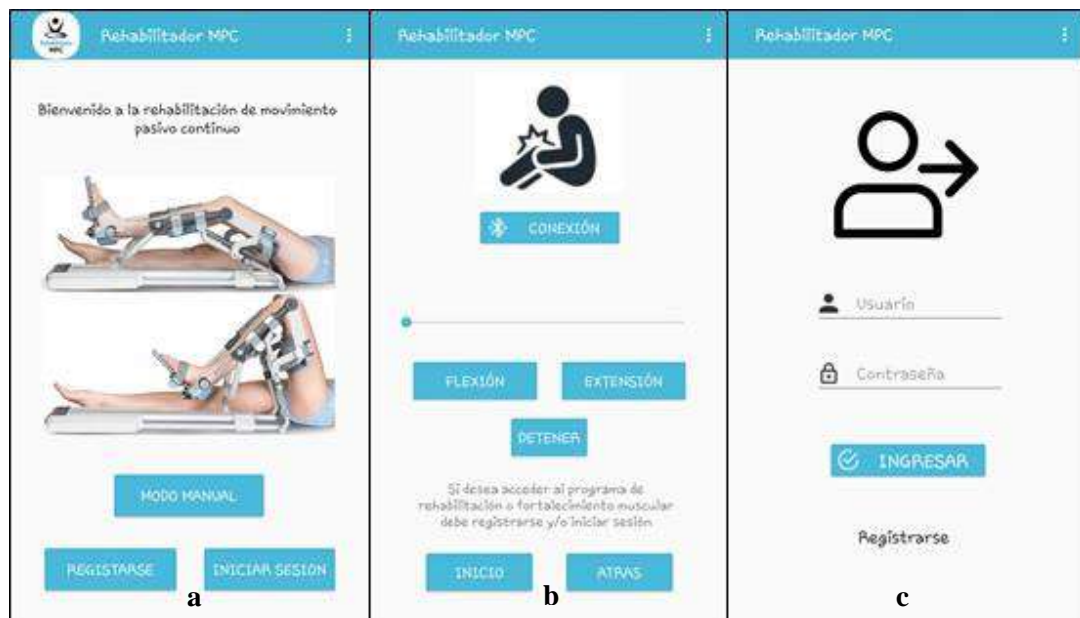 Rehabilitador MPC
MPC
Bienvenido a la rehabilitación de movimiento
pasivo continuo
MODO MANUAL
REGISTARSE
INICIAR SESIÓN
a
Rehabilitador MPC
CONEXIÓN
FLEXIÓN
EXTENSIÓN
DETENER
Si desea acceder al programa de
rehabilitación o fortalecimiento muscular
debe registrarse y/o iniciar sesión
INICIO
ATRAS
b
Rehabilitador MPC
Usuario
Contraseña
INGRESAR
Registrarse
c